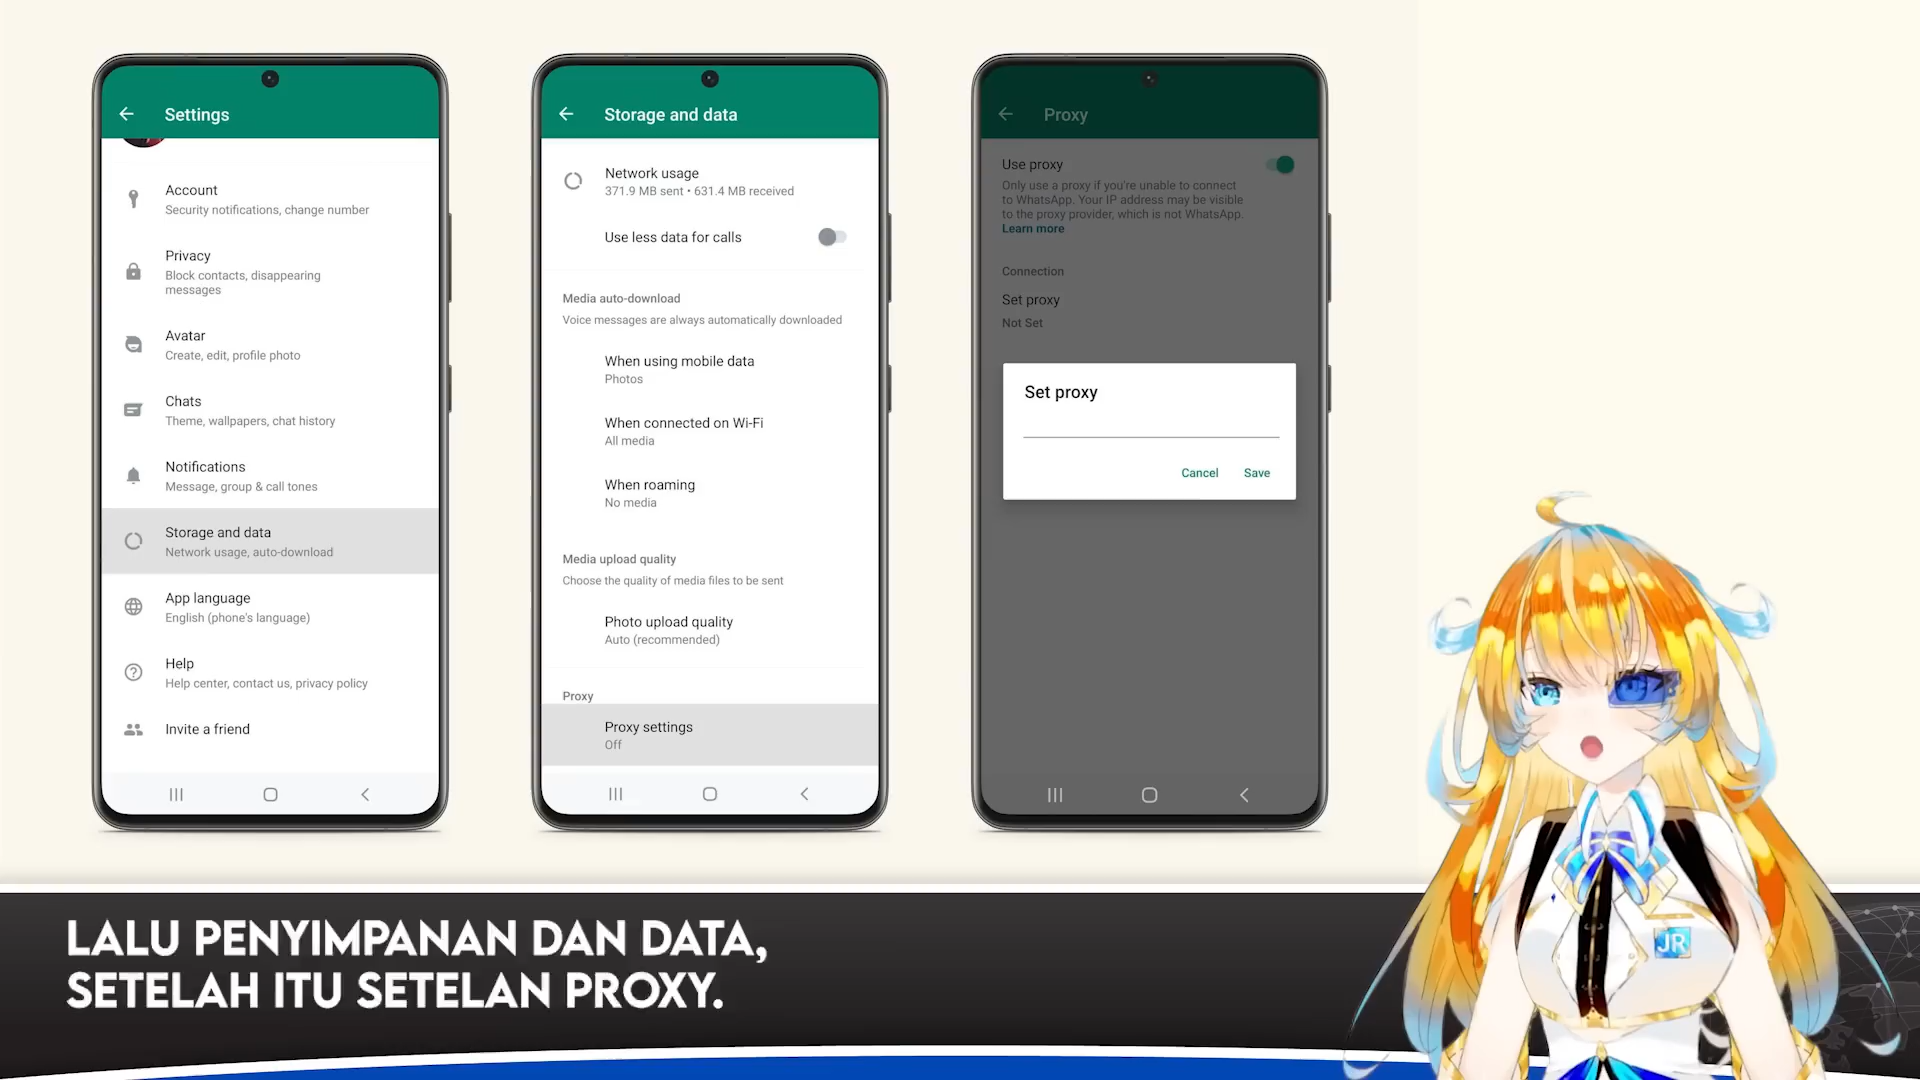 Settings
Account
Security notifications, change number
Privacy
Block contacts, disappearing
messages
Avatar
Create, edit, profile photo
Chats
Theme, wallpapers, chat history
Notifications
Message, group & call tones
Storage and data
Network usage, auto-download
App language
English (phone's language)
Help
Help center, contact us, privacy policy
Invite a friend
Storage and data
Network usage
371.9 MB sent • 631.4 MB received
Use less data for calls
Media auto-download
Voice messages are always automatically downloaded
When using mobile data
Photos
When connected on Wi-Fi
All media
When roaming
No media
Media upload quality
Choose the quality of media files to be sent
Photo upload quality
Auto (recommended)
Proxy
Proxy settings
Off
Proxy
Use proxy
Only use a proxy if you're unable to connect
to WhatsApp. Your IP address may be visible
to the proxy provider, which is not WhatsApp.
Learn more
Connection
Set proxy
Not Set
Set proxy
Cancel Save
JR
LALU PENYIMPANAN DAN DATA,
SETELAH ITU SETELAN PROXY.